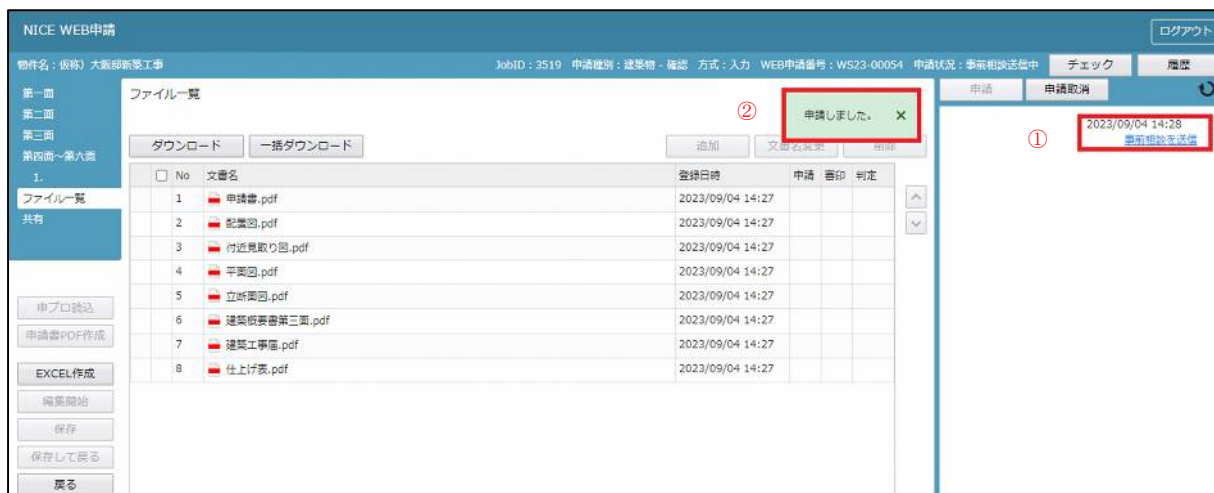 NICE WEB申請
ログアウト
物件名：仮称）大阪邸新築工事 JobID：3519 申請種別：建築物 - 確認 方式：入力 WEB申請番号：WS23-00054 申請状況：事前相談送信中 チェック 履歴
第一面
第二面
第三面
第四面～第六面
1.
ファイル一覧
共有
申プロ読込
申請書PDF作成
EXCEL作成
編集開始
保存
保存して戻る
戻る
ファイル一覧
② 申請しました。 ×
ダウンロード 一括ダウンロード 追加 文書名変更 削除
No 文書名 登録日時 申請 審印 判定
1 申請書.pdf 2023/09/04 14:27
2 配置図.pdf 2023/09/04 14:27
3 付近見取り図.pdf 2023/09/04 14:27
4 平面図.pdf 2023/09/04 14:27
5 立断面図.pdf 2023/09/04 14:27
6 建築概要書第三面.pdf 2023/09/04 14:27
7 建築工事届.pdf 2023/09/04 14:27
8 仕上げ表.pdf 2023/09/04 14:27
申請 申請取消
① 2023/09/04 14:28
事前相談を送信